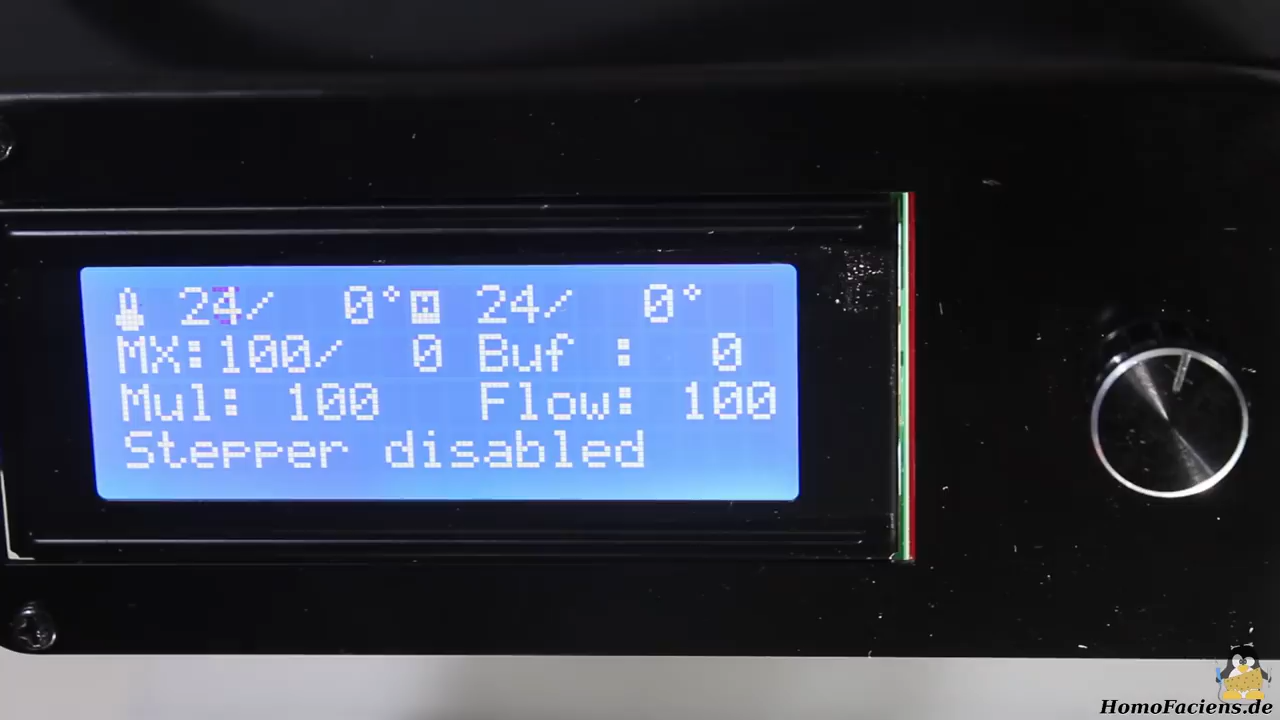 24/ 0° 24/ 0°
MX:100/ 0 Buf : 0
Mul: 100 Flow: 100
Stepper disabled
HomoFaciens.de